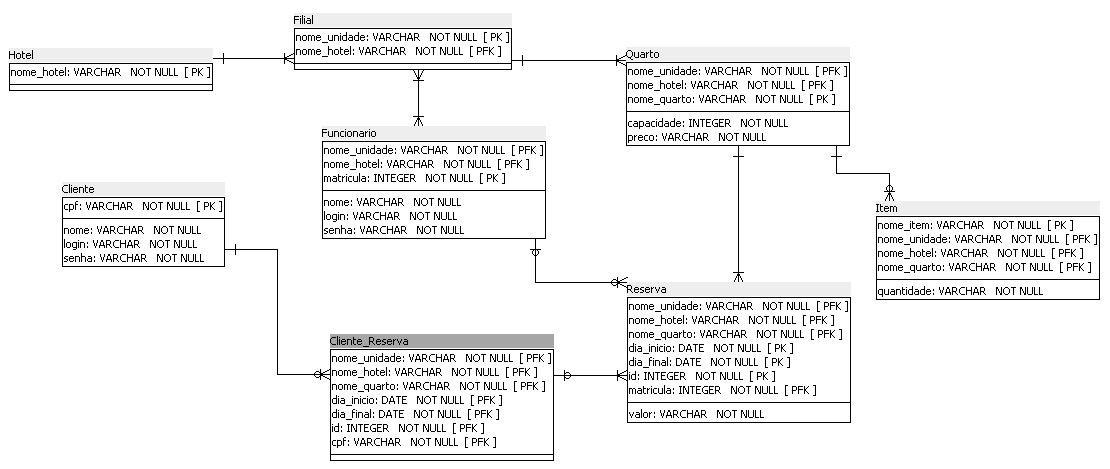 Hotel
nome_hotel: VARCHAR NOT NULL [ PK ]
Filial
nome_unidade: VARCHAR NOT NULL [ PK ]
nome_hotel: VARCHAR NOT NULL [ PFK ]
Quarto
nome_unidade: VARCHAR NOT NULL [ PFK ]
nome_hotel: VARCHAR NOT NULL [ PFK ]
nome_quarto: VARCHAR NOT NULL [ PK ]
capacidade: INTEGER NOT NULL
preco: VARCHAR NOT NULL
Funcionario
nome_unidade: VARCHAR NOT NULL [ PFK ]
nome_hotel: VARCHAR NOT NULL [ PFK ]
matricula: INTEGER NOT NULL [ PK ]
nome: VARCHAR NOT NULL
login: VARCHAR NOT NULL
senha: VARCHAR NOT NULL
Cliente
cpf: VARCHAR NOT NULL [ PK ]
nome: VARCHAR NOT NULL
login: VARCHAR NOT NULL
senha: VARCHAR NOT NULL
Item
nome_item: VARCHAR NOT NULL [ PK ]
nome_unidade: VARCHAR NOT NULL [ PFK ]
nome_hotel: VARCHAR NOT NULL [ PFK ]
nome_quarto: VARCHAR NOT NULL [ PFK ]
quantidade: VARCHAR NOT NULL
Reserva
nome_unidade: VARCHAR NOT NULL [ PFK ]
nome_hotel: VARCHAR NOT NULL [ PFK ]
nome_quarto: VARCHAR NOT NULL [ PFK ]
dia_inicio: DATE NOT NULL [ PK ]
dia_final: DATE NOT NULL [ PK ]
id: INTEGER NOT NULL [ PK ]
matricula: INTEGER NOT NULL [ PFK ]
valor: VARCHAR NOT NULL
Cliente_Reserva
nome_unidade: VARCHAR NOT NULL [ PFK ]
nome_hotel: VARCHAR NOT NULL [ PFK ]
nome_quarto: VARCHAR NOT NULL [ PFK ]
dia_inicio: DATE NOT NULL [ PFK ]
dia_final: DATE NOT NULL [ PFK ]
id: INTEGER NOT NULL [ PFK ]
cpf: VARCHAR NOT NULL [ PFK ]